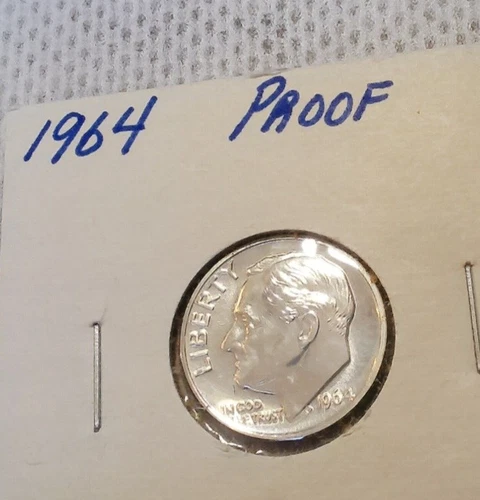 1964 PROOF
LIBERTY
IN GOD
WE TRUST
1964